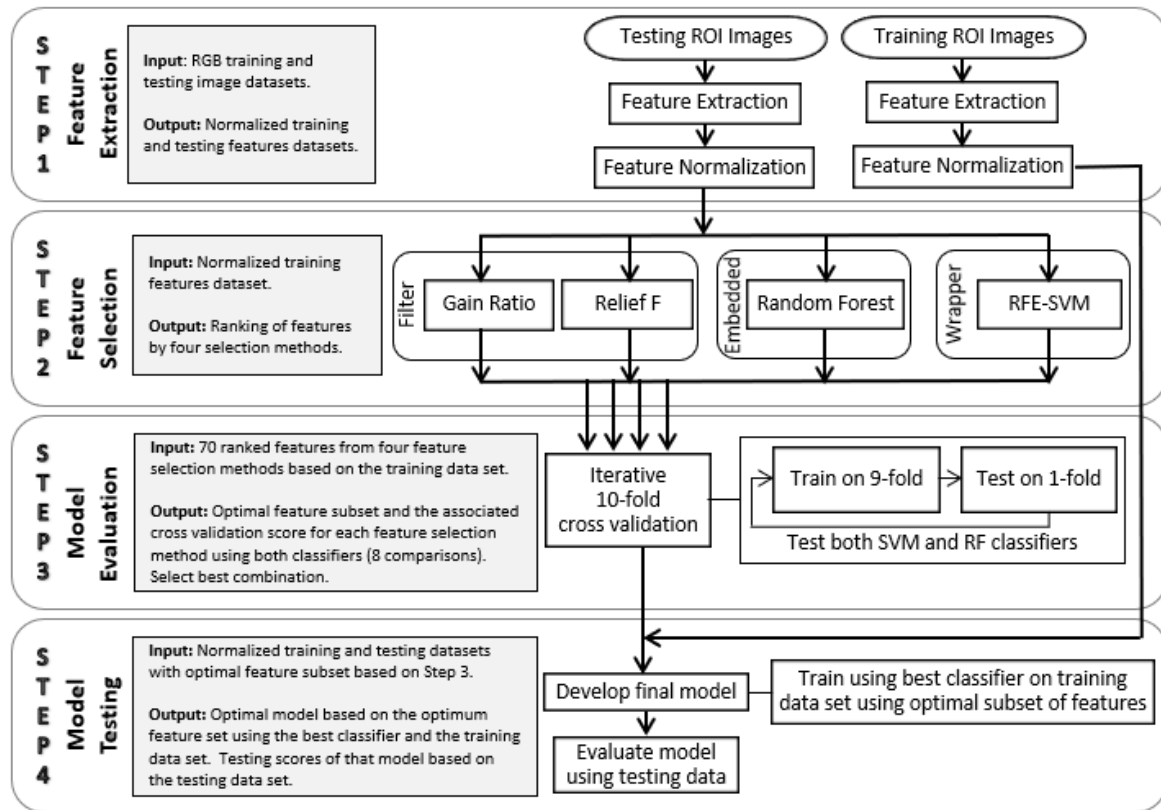 STEP1
Feature
Extraction
Input: RGB training and
testing image datasets.
Output: Normalized training
and testing features datasets.
Testing ROI Images
Training ROI Images
Feature Extraction
Feature Extraction
Feature Normalization
Feature Normalization
STEP2
Feature
Selection
Input: Normalized training
features dataset.
Output: Ranking of features
by four selection methods.
Filter
Gain Ratio
Relief F
Embedded
Random Forest
Wrapper
RFE-SVM
STEP3
Model
Evaluation
Input: 70 ranked features from four feature
selection methods based on the training data set.
Output: Optimal feature subset and the associated
cross validation score for each feature selection
method using both classifiers (8 comparisons).
Select best combination.
Iterative
10-fold
cross validation
Train on 9-fold
Test on 1-fold
Test both SVM and RF classifiers
STEP4
Model
Testing
Input: Normalized training and testing datasets
with optimal feature subset based on Step 3.
Output: Optimal model based on the optimum
feature set using the best classifier and the training
data set. Testing scores of that model based on
the testing data set.
Develop final model
Train using best classifier on training
data set using optimal subset of features
Evaluate model
using testing data